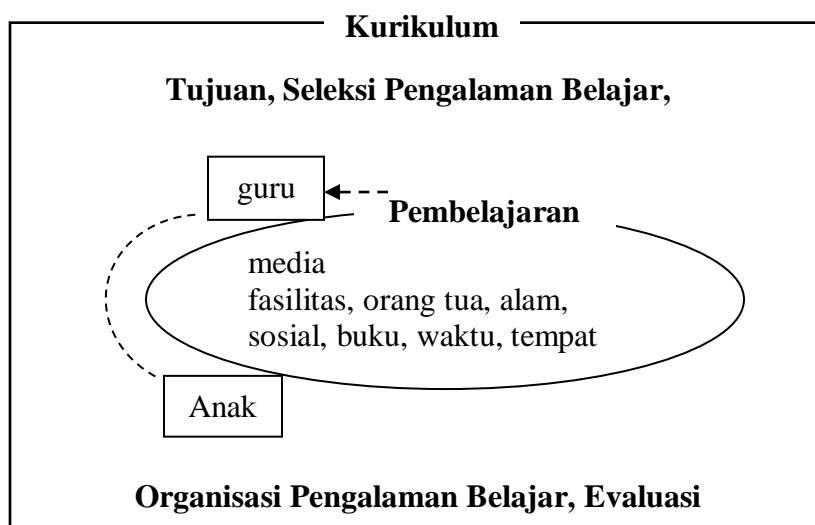 Kurikulum
Tujuan, Seleksi Pengalaman Belajar,
guru
Pembelajaran
media
fasilitas, orang tua, alam,
sosial, buku, waktu, tempat
Anak
Organisasi Pengalaman Belajar, Evaluasi